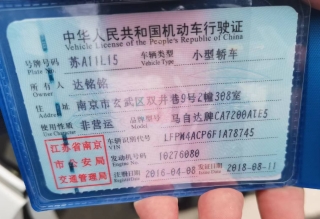 中华人民共和国机动车行驶证
Vehicle License of the People's Republic of China
号牌号码 苏A11L15 车辆类型 小型轿车
Plate No. Vehicle Type
所有人 达铭铭
Owner
住址 南京市玄武区双井巷9号2幢308室
Address
使用性质 非营运 品牌型号 马自达牌CA7200AIE5
Use Character Model
江苏省南京
市公安局
交通管理局
车辆识别代号 LFPM4ACP6F1A78745
VIN
发动机号码 10276080
Engine No.
注册日期 2016-04-08 发证日期 2018-08-11
Register Date Issue Date